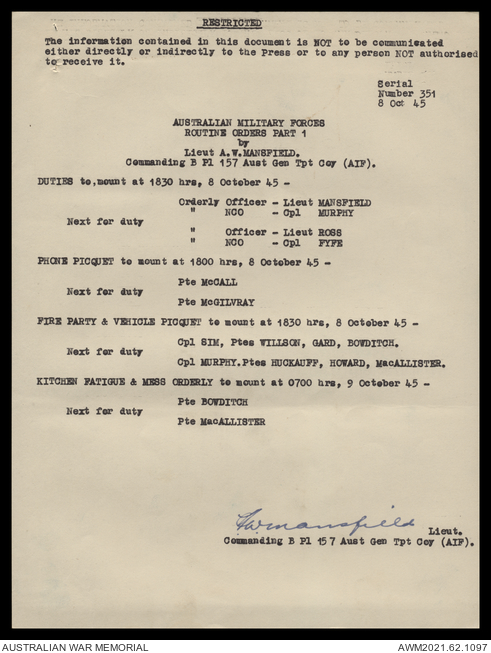 RESTRICTED
The information contained in this document is NOT to be communicated
either directly or indirectly to the Press or to any person NOT authorised
to receive it.
Serial
Number 351
8 Oct 45
AUSTRALIAN MILITARY FORCES
ROUTINE ORDERS PART 1
by
Lieut A.W.MANSFIELD.
Commanding B Pl 157 Aust Gen Tpt Coy (AIF).
DUTIES to,mount at 1830 hrs, 8 October 45 -
Orderly Officer - Lieut MANSFIELD
" NCO - Cpl MURPHY
Next for duty
" Officer - Lieut ROSS
" NCO - Cpl FYFE
PHONE PICQUET to mount at 1800 hrs, 8 October 45 -
Pte McCALL
Next for duty
Pte McGILVRAY
FIRE PARTY & VEHICLE PICQUET to mount at 1830 hrs, 8 October 45 -
Cpl SIM, Ptes WILLSON, GARD, BOWDITCH.
Next for duty
Cpl MURPHY.Ptes HUCKAUFF, HOWARD, MacALLISTER.
KITCHEN FATIGUE & MESS ORDERLY to mount at 0700 hrs, 9 October 45 -
Pte BOWDITCH
Next for duty
Pte MacALLISTER
AWMansfield Lieut.
Commanding B Pl 157 Aust Gen Tpt Coy (AIF).
AUSTRALIAN WAR MEMORIAL AWM2021.62.1097